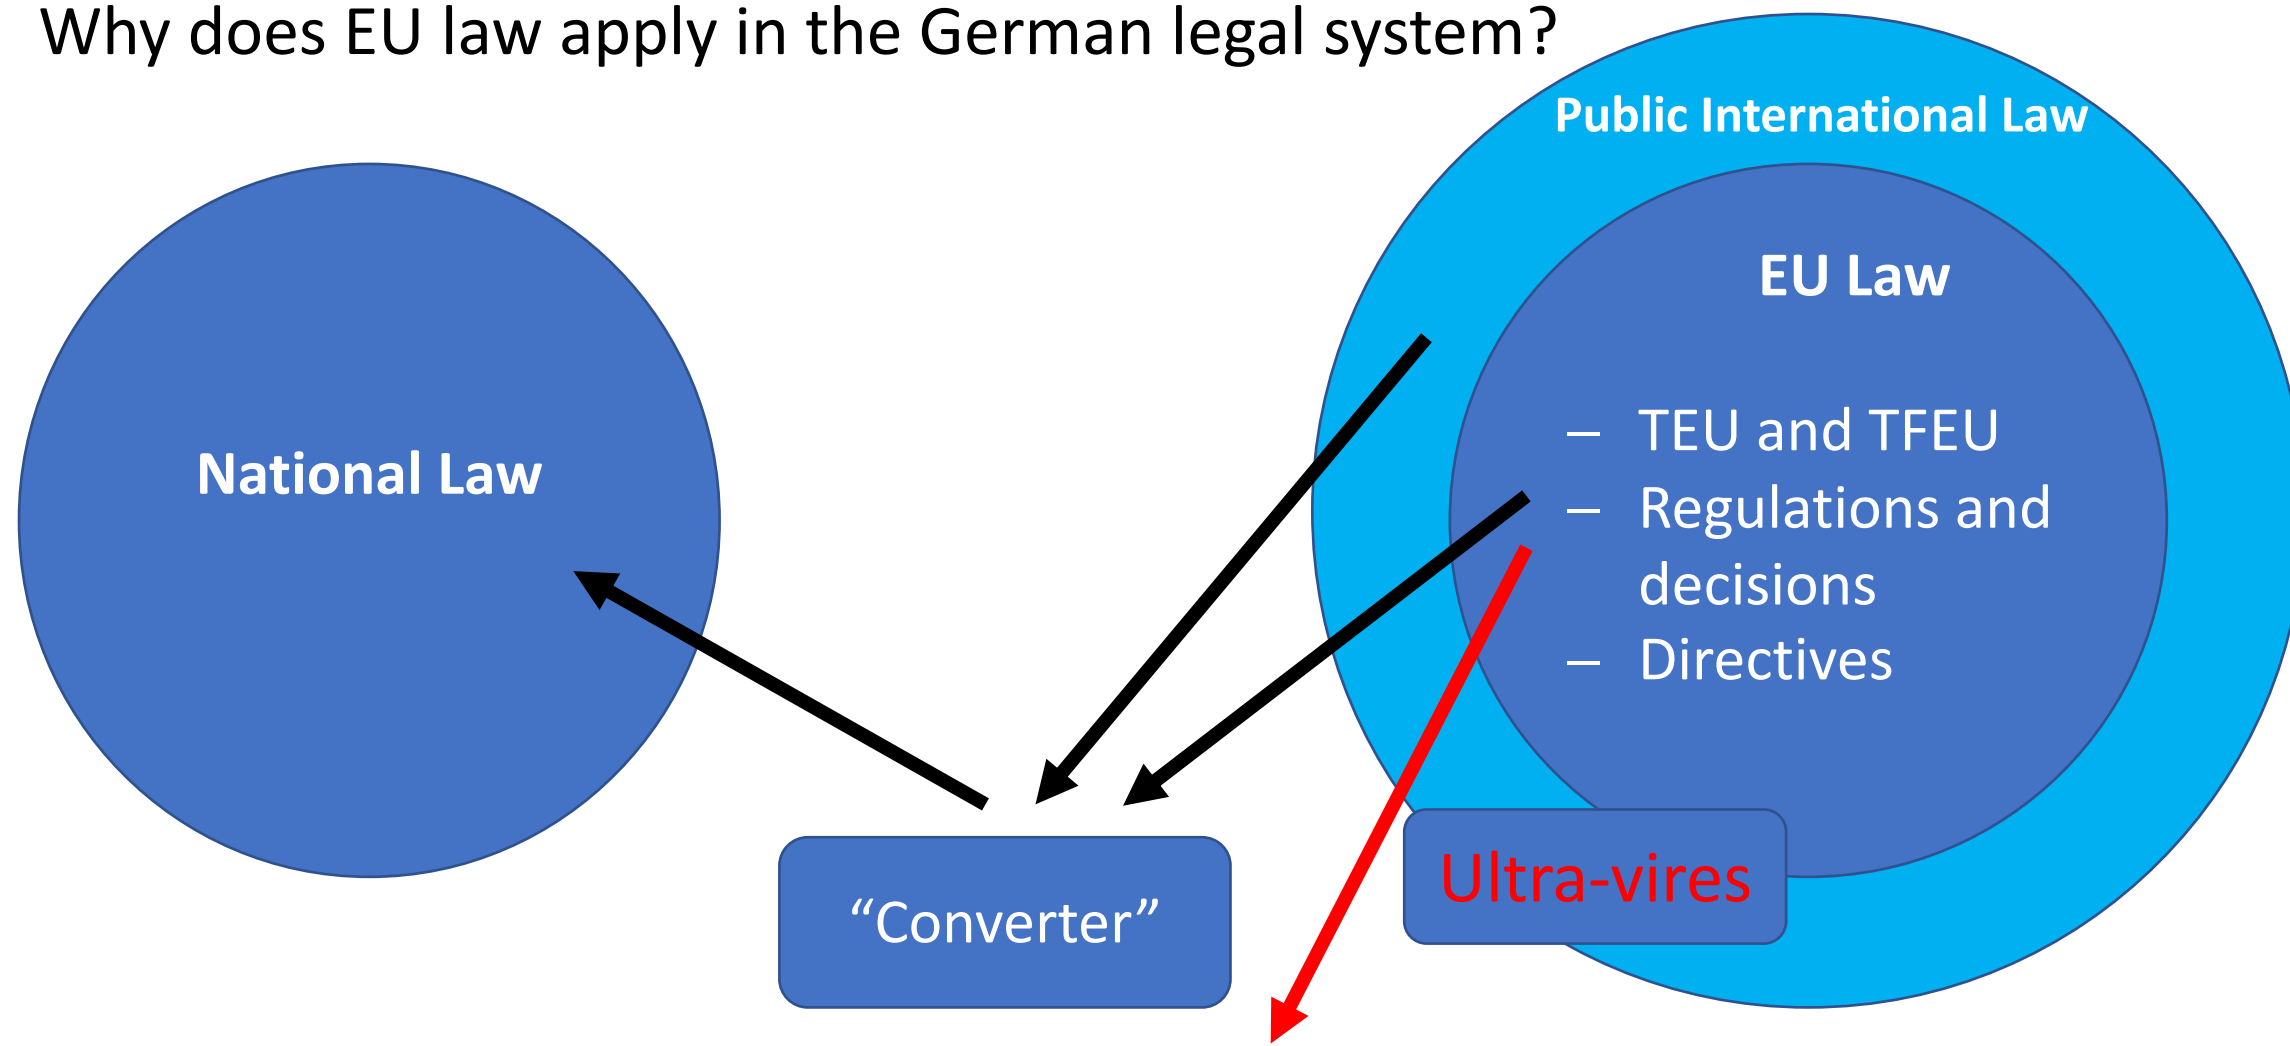 Why does EU law apply in the German legal system?
Public International Law
EU Law
National Law
– TEU and TFEU
– Regulations and
decisions
– Directives
Ultra-vires
“Converter”